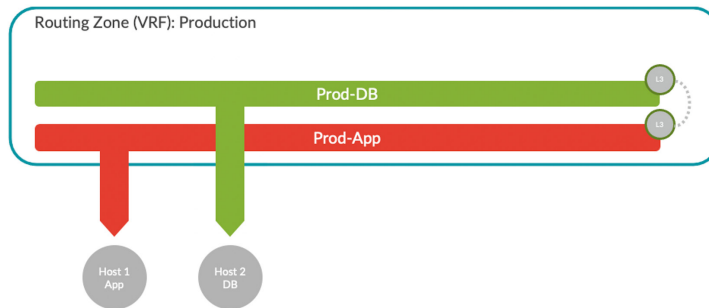 Routing Zone (VRF): Production
Prod-DB
L3
Prod-App
L3
Host 1
App
Host 2
DB